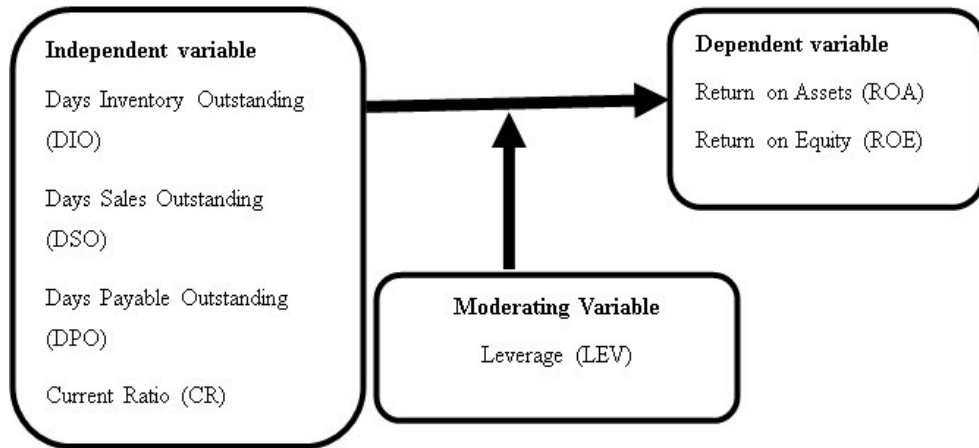 Independent variable
Days Inventory Outstanding
(DIO)
Days Sales Outstanding
(DSO)
Days Payable Outstanding
(DPO)
Current Ratio (CR)
Dependent variable
Return on Assets (ROA)
Return on Equity (ROE)
Moderating Variable
Leverage (LEV)